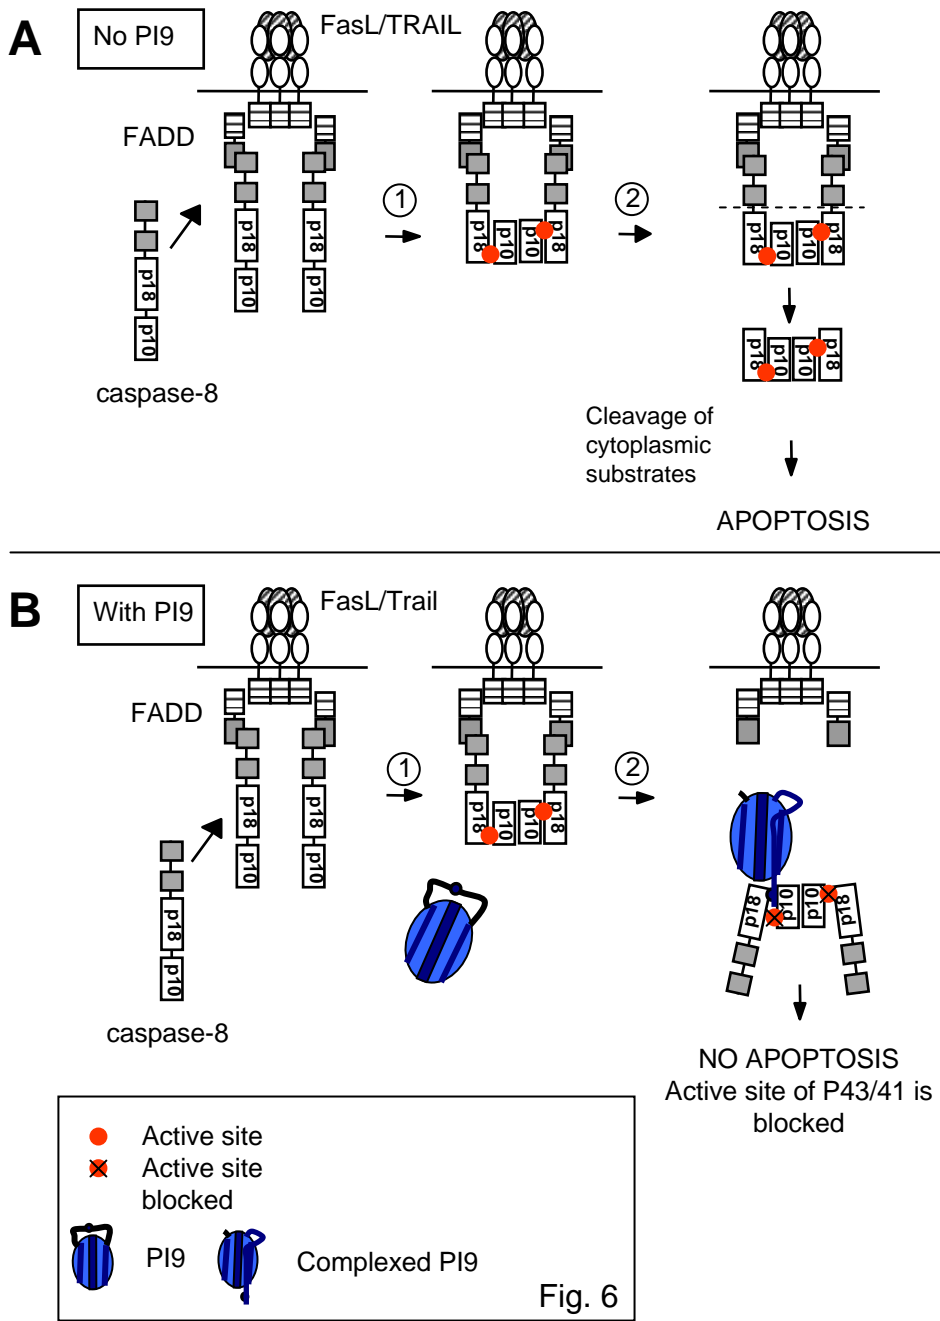 A
No PI9
FasL/TRAIL
FADD
p18
p10
caspase-8
p18
p10
p18
p10
1
p18
p10
p10
p18
2
p18
p10
p10
p18
p18
p10
p10
p18
Cleavage of
cytoplasmic
substrates
APOPTOSIS
B
With PI9
FasL/Trail
FADD
p18
p10
caspase-8
p18
p10
p18
p10
1
p18
p10
p10
p18
2
p18
p10
p10
p18
NO APOPTOSIS
Active site of P43/41 is
blocked
Active site
Active site
blocked
PI9
Complexed PI9
Fig. 6